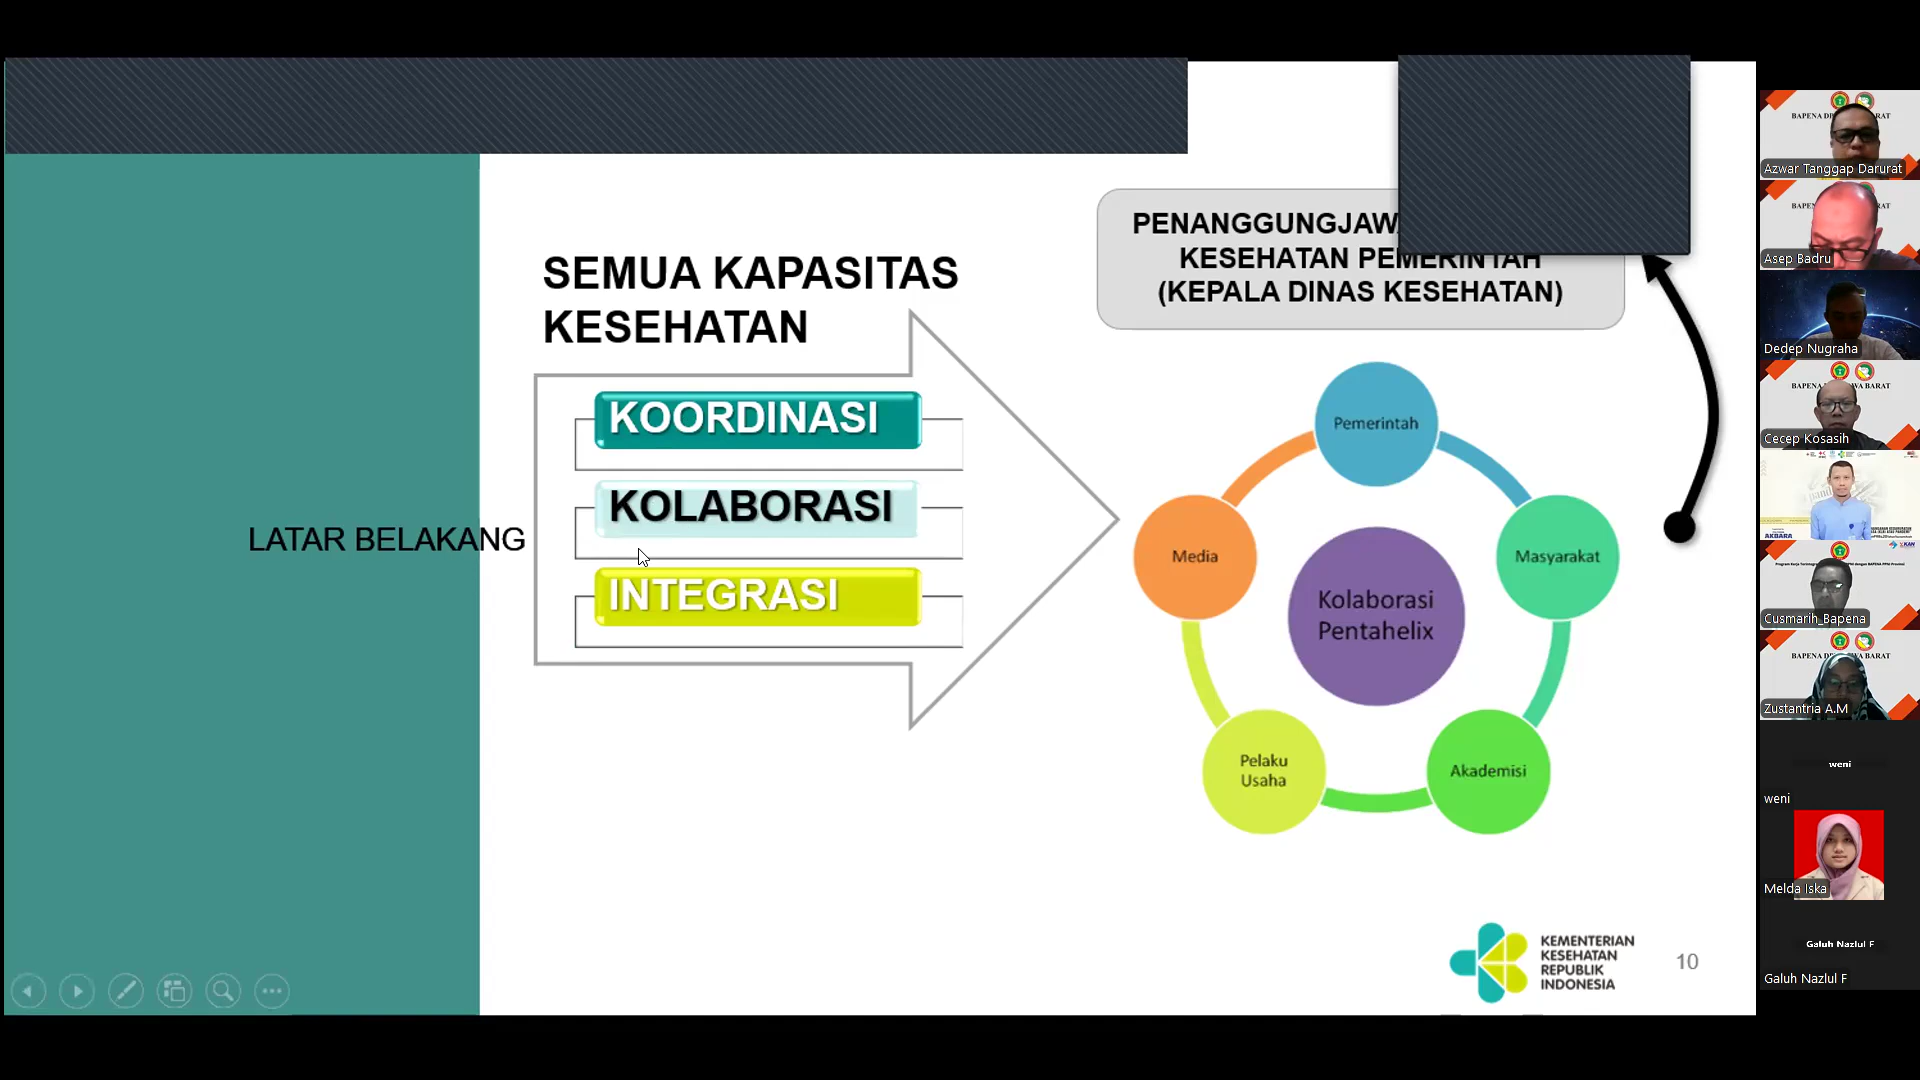 SEMUA KAPASITAS
KESEHATAN
KOORDINASI
KOLABORASI
INTEGRASI
LATAR BELAKANG
KESEHATAN PEMERINTAH
(KEPALA DINAS KESEHATAN)
Pemerintah
Media
Masyarakat
Kolaborasi
Pentahelix
Pelaku
Usaha
Akademisi
KEMENTERIAN
KESEHATAN
REPUBLIK
INDONESIA
10
Azwar Tanggap Darurat
Asep Badru
Dedep Nugraha
Cecep Kosasih
AKBARA
Cusmarih_Bapena
Zustantria A.M
weni
weni
Melda Iska
Galuh Nazlul F
Galuh Nazlul F